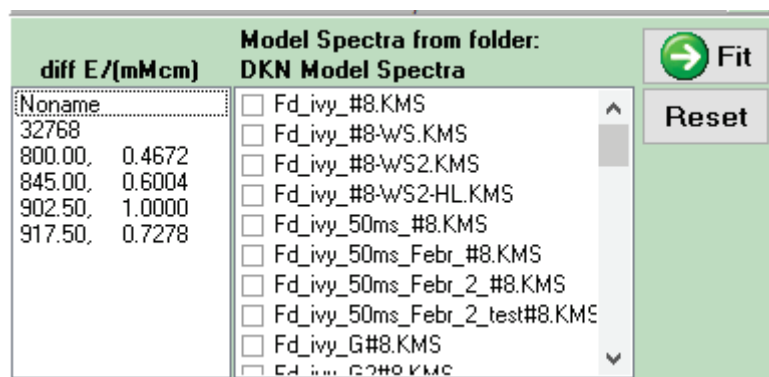 Model Spectra from folder:
diff E/(mMcm) DKN Model Spectra
Noname
32768
800.00, 0.4672
845.00, 0.6004
902.50, 1.0000
917.50, 0.7278
Fd_ivy_#8.KMS
Fd_ivy_#8-WS.KMS
Fd_ivy_#8-WS2.KMS
Fd_ivy_#8-WS2-HL.KMS
Fd_ivy_50ms_#8.KMS
Fd_ivy_50ms_Febr_#8.KMS
Fd_ivy_50ms_Febr_2_#8.KMS
Fd_ivy_50ms_Febr_2_test#8.KMS
Fd_ivy_G#8.KMS
Fd_ivy_G2#8.KMS
Fit
Reset